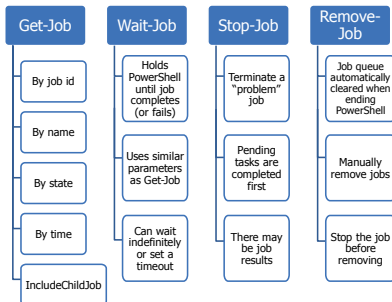 Get-Job
By job id
By name
By state
By time
IncludeChildJob
Wait-Job
Holds
PowerShell
until job
completes
(or fails)
Uses similar
parameters
as Get-Job
Can wait
indefinitely
or set a
timeout
Stop-Job
Terminate a
"problem"
job
Pending
tasks are
completed
first
There may
be job
results
Remove-
Job
Job queue
automatically
cleared when
ending
PowerShell
Manually
remove jobs
Stop the job
before
removing